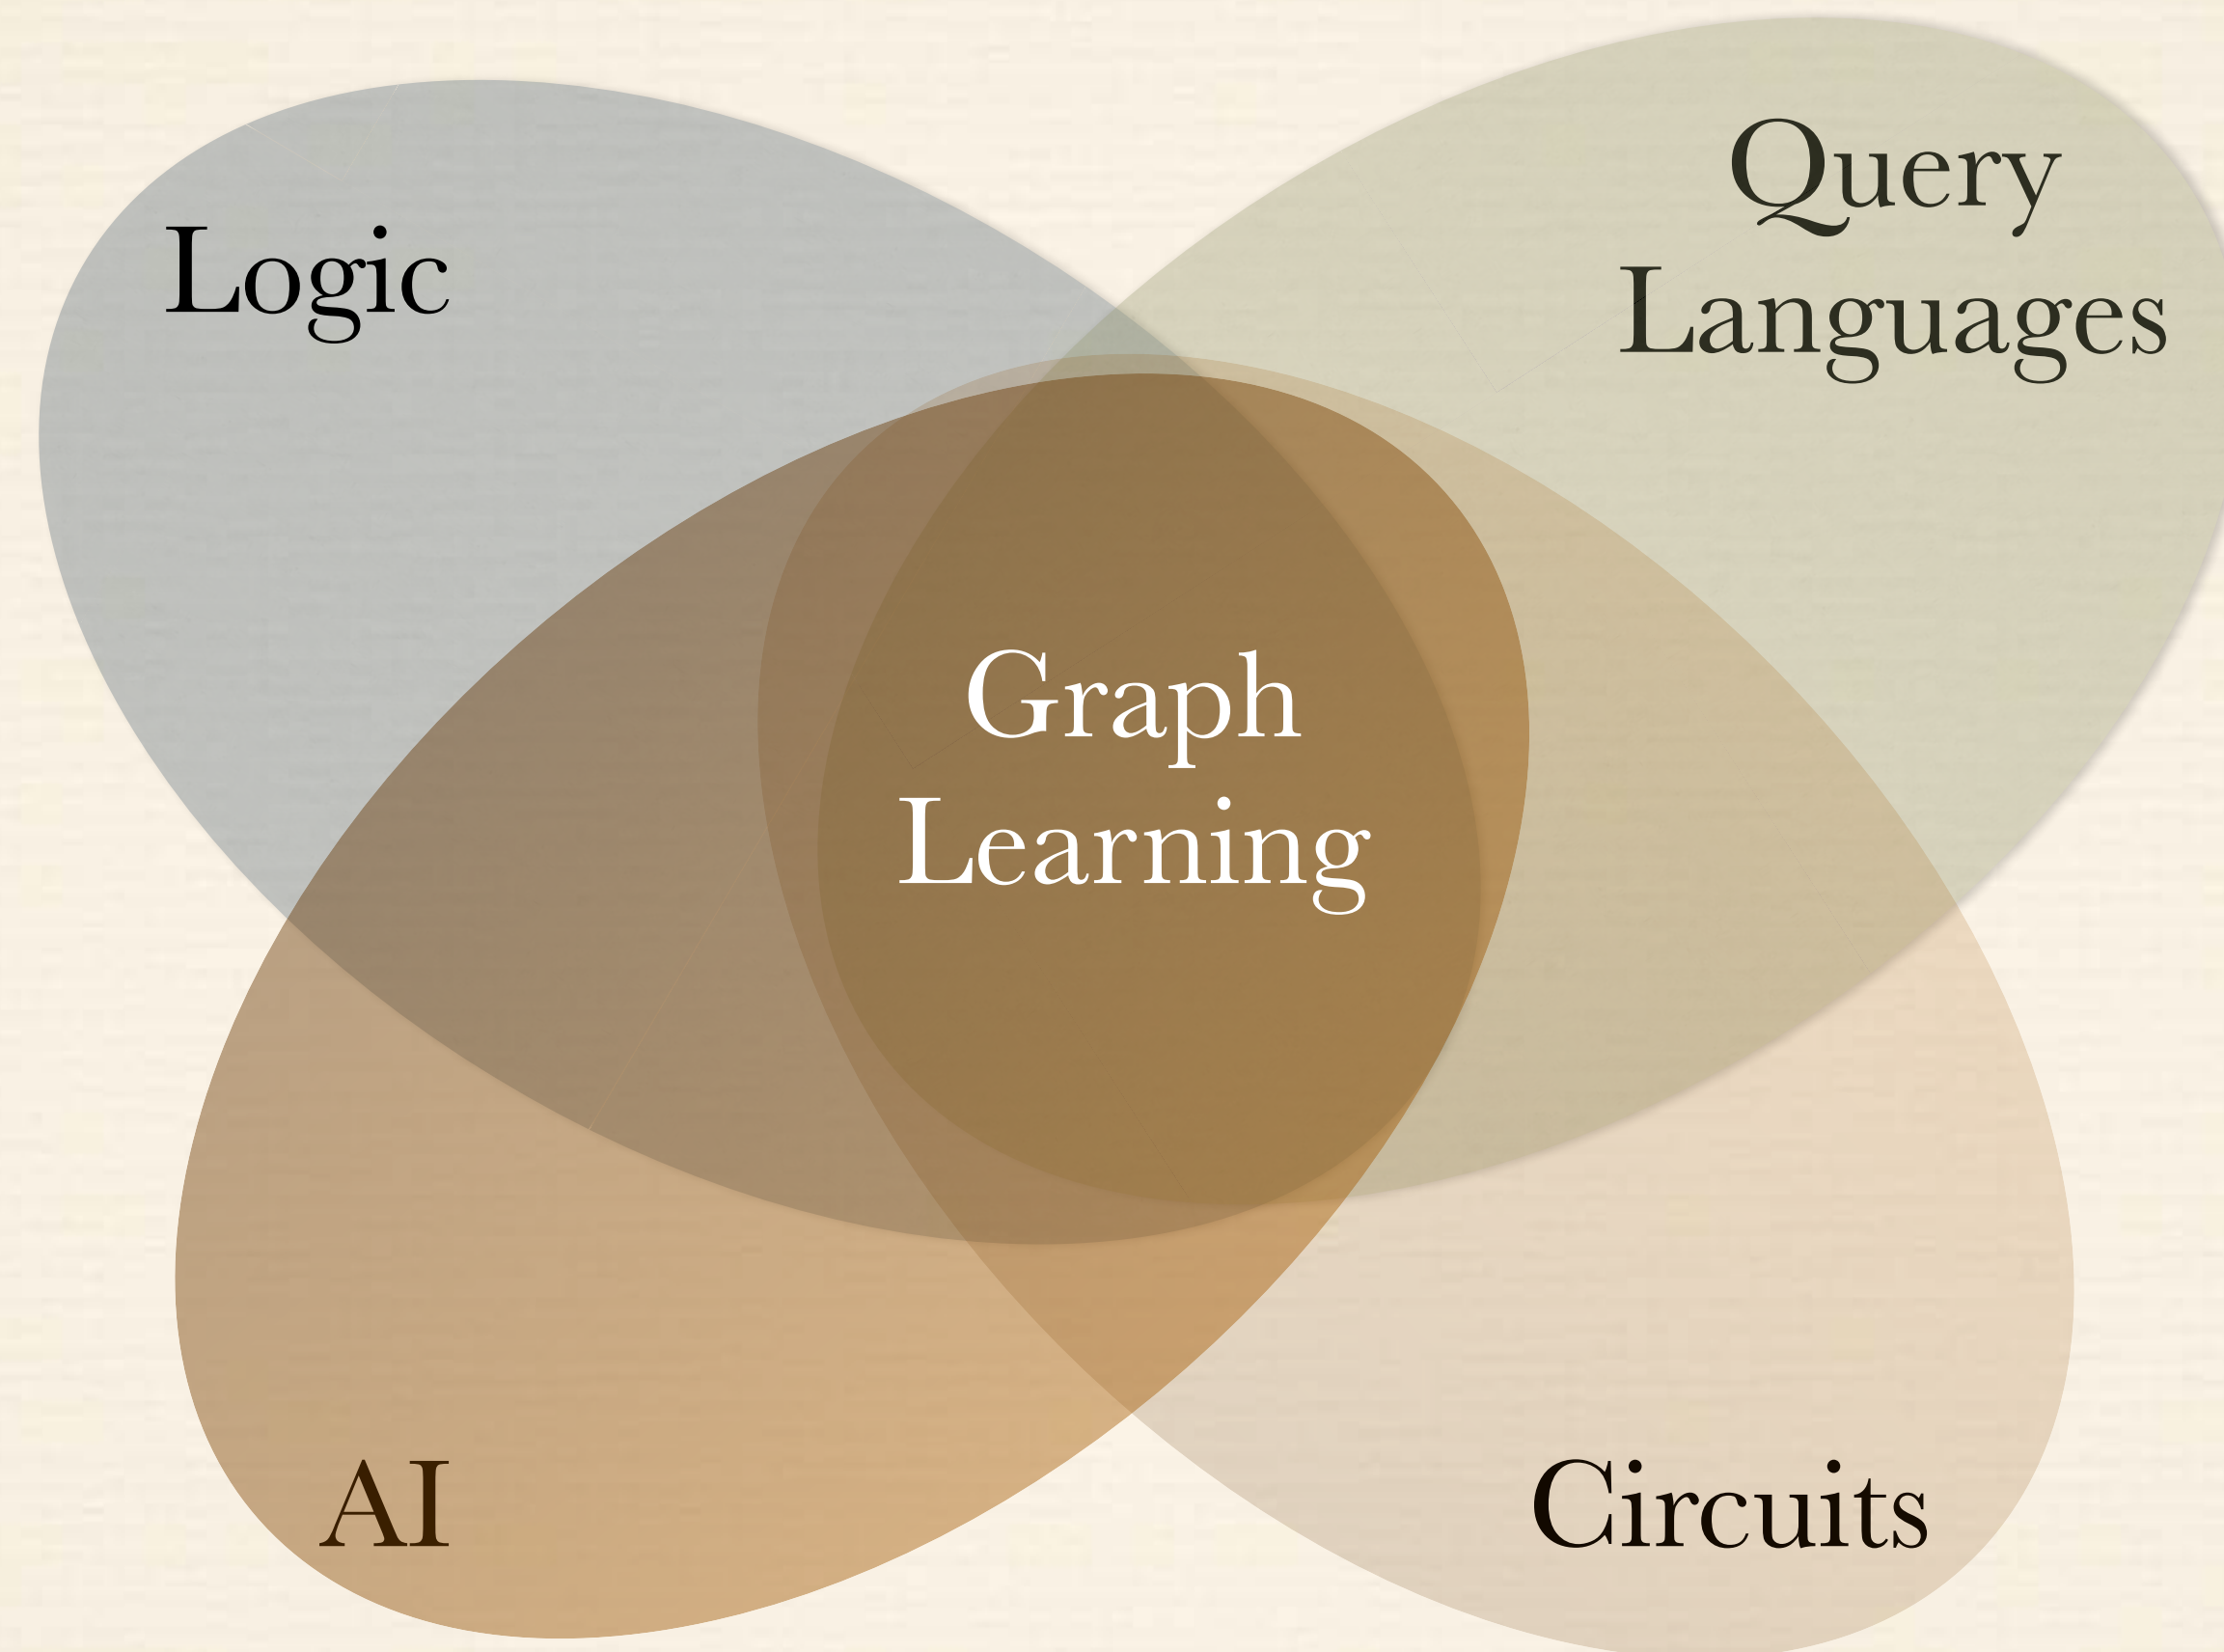 Logic
Query
Languages
Graph
Learning
AI
Circuits